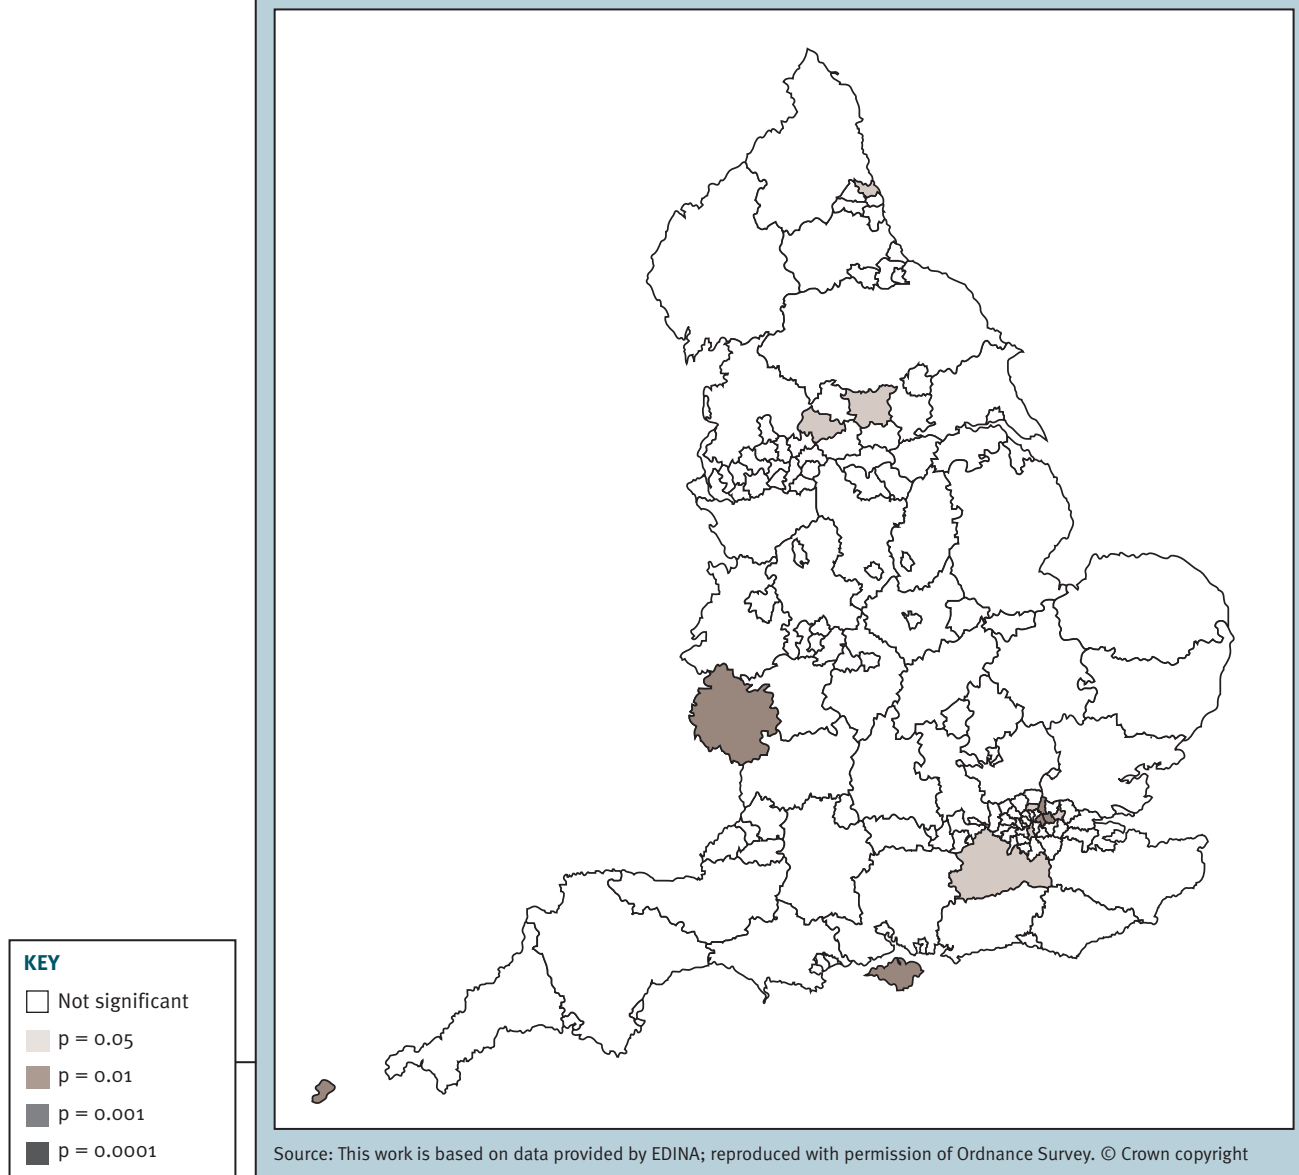 KEY
Not significant
p = 0.05
p = 0.01
p = 0.001
p = 0.0001
Source: This work is based on data provided by EDINA; reproduced with permission of Ordnance Survey. © Crown copyright